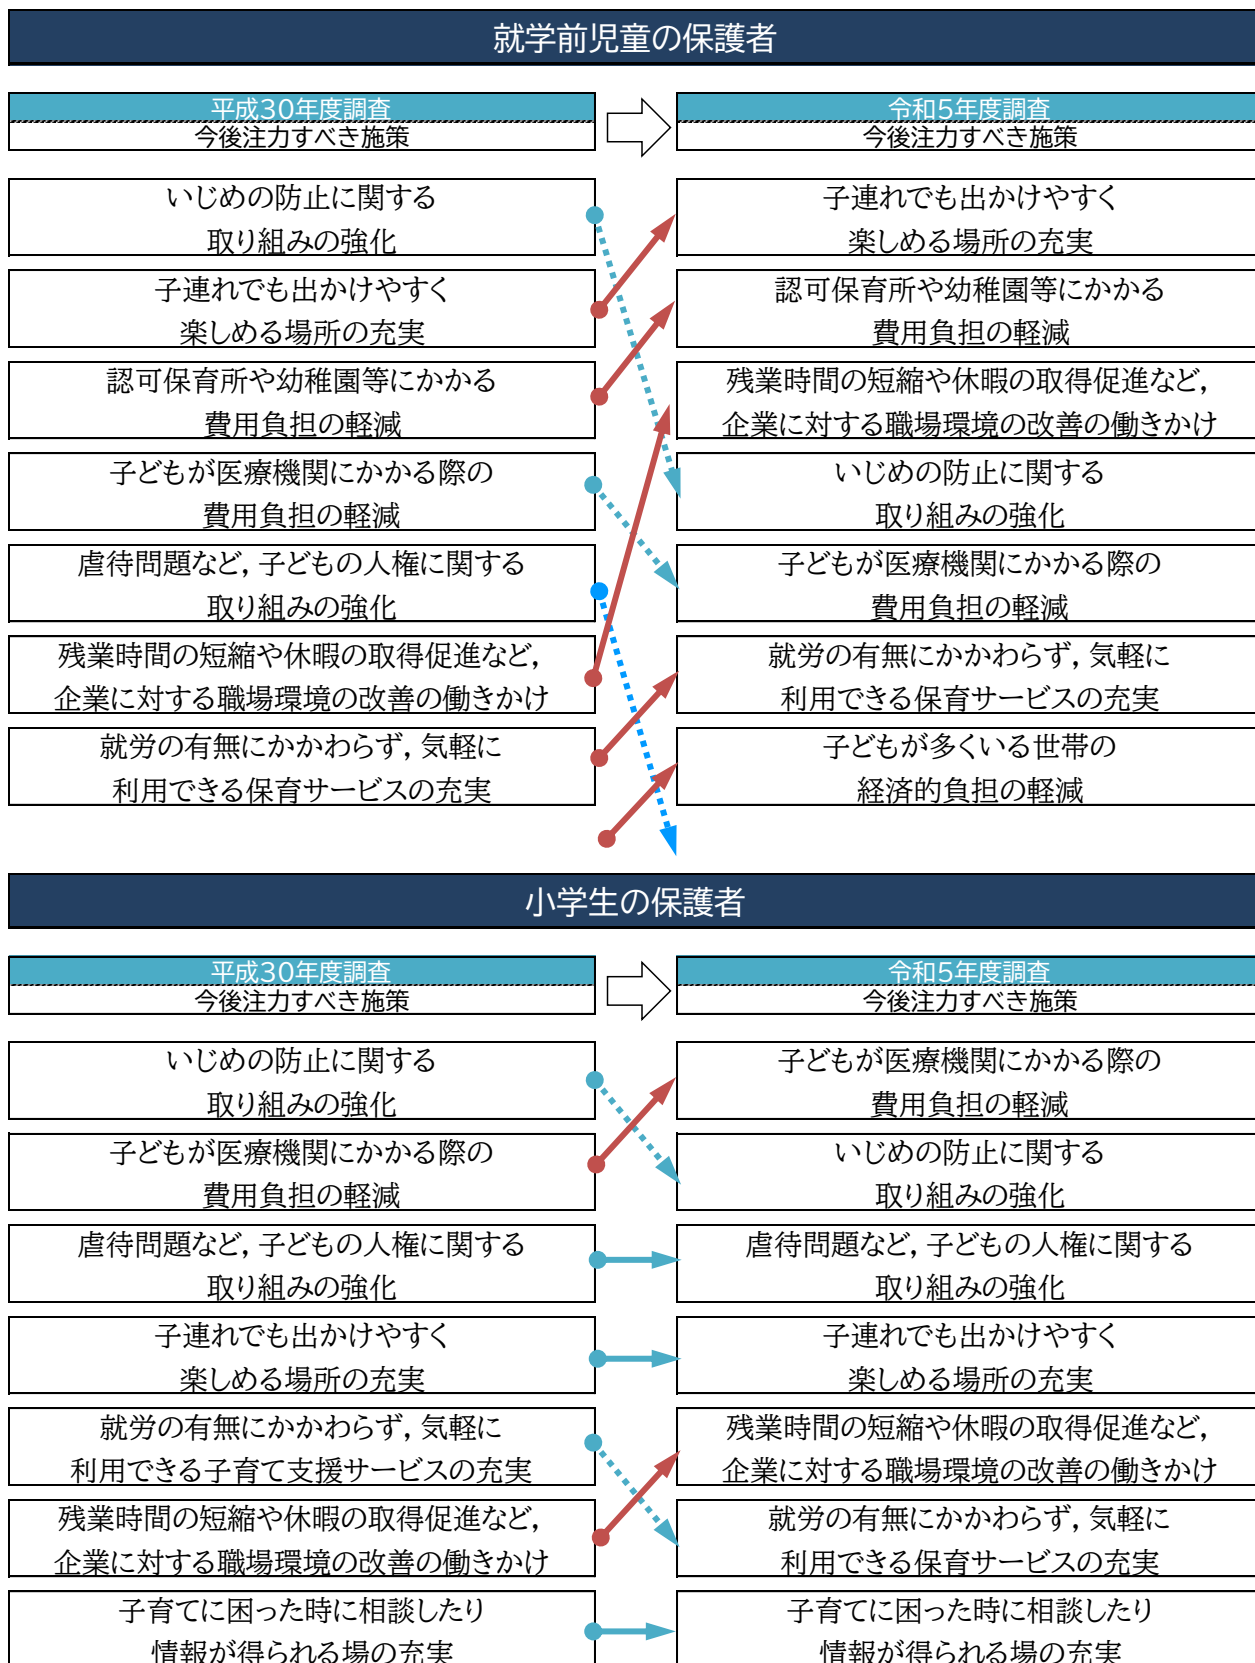 就学前児童の保護者
平成30年度調査
今後注力すべき施策
令和5年度調査
今後注力すべき施策
いじめの防止に関する
取り組みの強化
子連れでも出かけやすく
楽しめる場所の充実
認可保育所や幼稚園等にかかる
費用負担の軽減
子どもが医療機関にかかる際の
費用負担の軽減
虐待問題など，子どもの人権に関する
取り組みの強化
残業時間の短縮や休暇の取得促進など，
企業に対する職場環境の改善の働きかけ
就労の有無にかかわらず，気軽に
利用できる保育サービスの充実
子連れでも出かけやすく
楽しめる場所の充実
認可保育所や幼稚園等にかかる
費用負担の軽減
残業時間の短縮や休暇の取得促進など，
企業に対する職場環境の改善の働きかけ
いじめの防止に関する
取り組みの強化
子どもが医療機関にかかる際の
費用負担の軽減
就労の有無にかかわらず，気軽に
利用できる保育サービスの充実
子どもが多くいる世帯の
経済的負担の軽減
小学生の保護者
平成30年度調査
今後注力すべき施策
令和5年度調査
今後注力すべき施策
いじめの防止に関する
取り組みの強化
子どもが医療機関にかかる際の
費用負担の軽減
虐待問題など，子どもの人権に関する
取り組みの強化
子連れでも出かけやすく
楽しめる場所の充実
就労の有無にかかわらず，気軽に
利用できる子育て支援サービスの充実
残業時間の短縮や休暇の取得促進など，
企業に対する職場環境の改善の働きかけ
子育てに困った時に相談したり
情報が得られる場の充実
子どもが医療機関にかかる際の
費用負担の軽減
いじめの防止に関する
取り組みの強化
虐待問題など，子どもの人権に関する
取り組みの強化
子連れでも出かけやすく
楽しめる場所の充実
残業時間の短縮や休暇の取得促進など，
企業に対する職場環境の改善の働きかけ
就労の有無にかかわらず，気軽に
利用できる保育サービスの充実
子育てに困った時に相談したり
情報が得られる場の充実